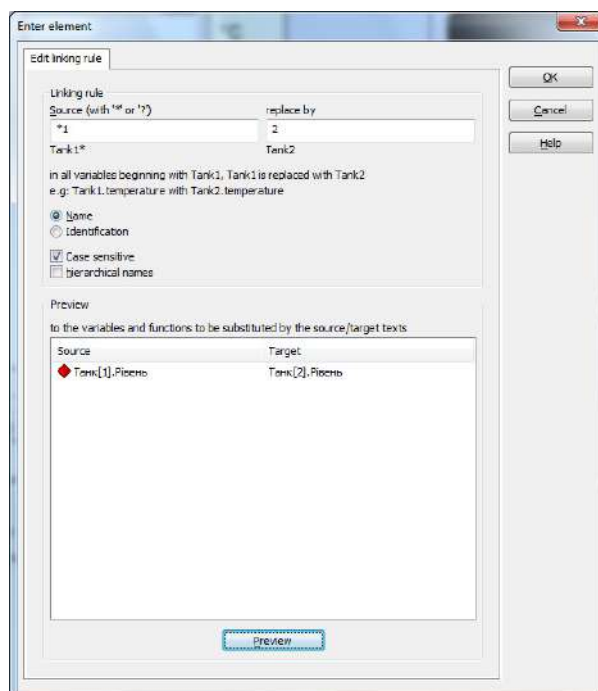 Enter element
Edit linking rule
OK
Cancel
Help
Linking rule
Source (with '*' or '?') replace by
*1 2
Tank1* Tank2
in all variables beginning with Tank1, Tank1 is replaced with Tank2
e.g: Tank1.temperature with Tank2.temperature
Name
Identification
Case sensitive
hierarchical names
Preview
to the variables and functions to be substituted by the source/target texts
Source Target
Танк[1].Рівень Танк[2].Рівень
Preview